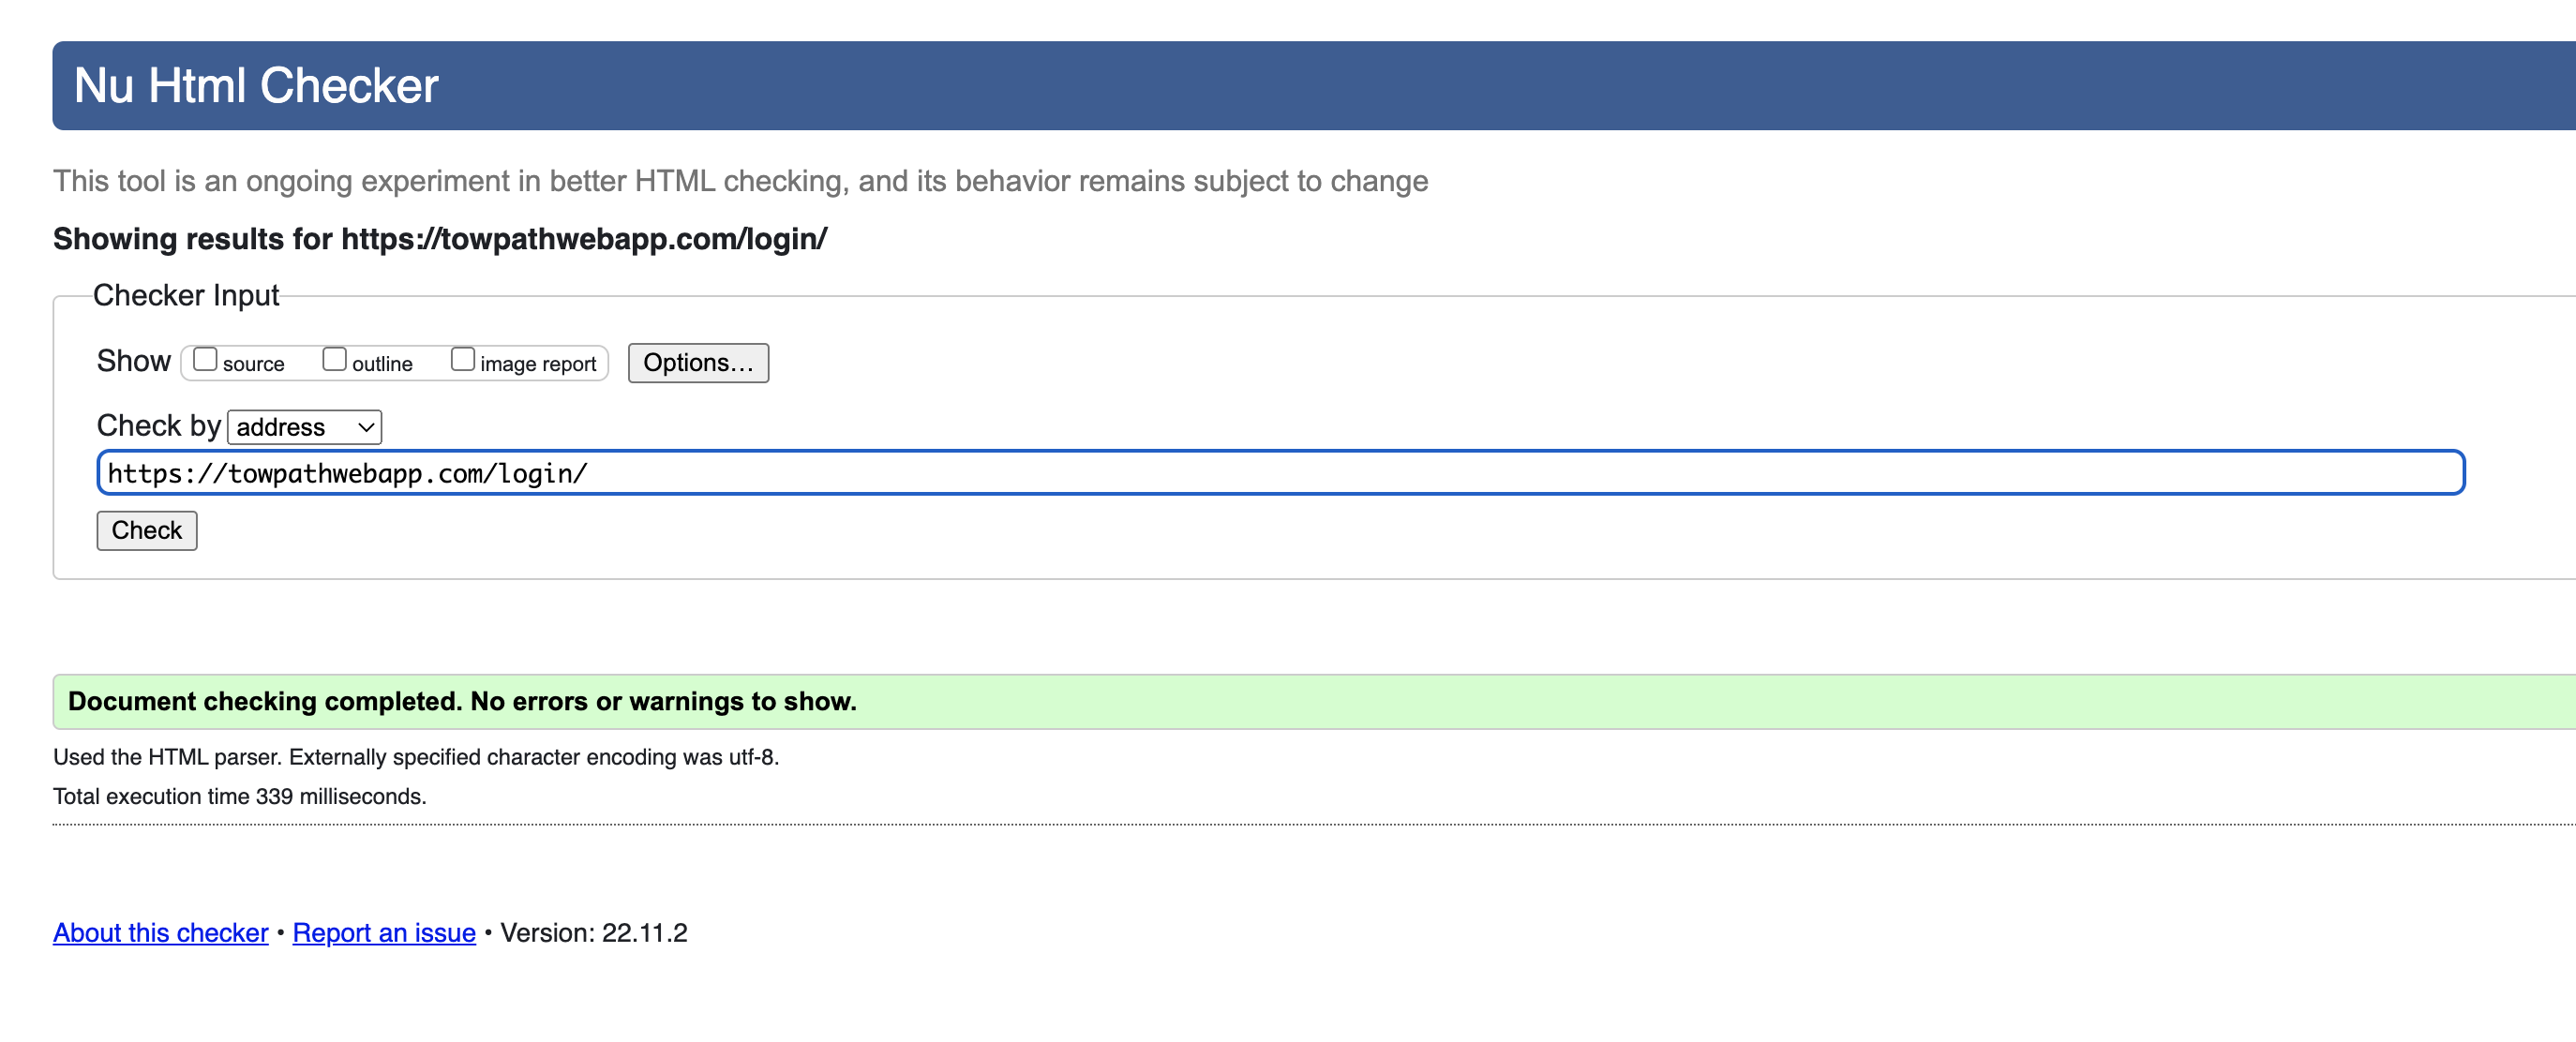 Nu Html Checker
This tool is an ongoing experiment in better HTML checking, and its behavior remains subject to change
Showing results for https://towpathwebapp.com/login/
Checker Input
Show source outline image report Options...
Check by address
https://towpathwebapp.com/login/
Check
Document checking completed. No errors or warnings to show.
Used the HTML parser. Externally specified character encoding was utf-8.
Total execution time 339 milliseconds.
About this checker • Report an issue • Version: 22.11.2